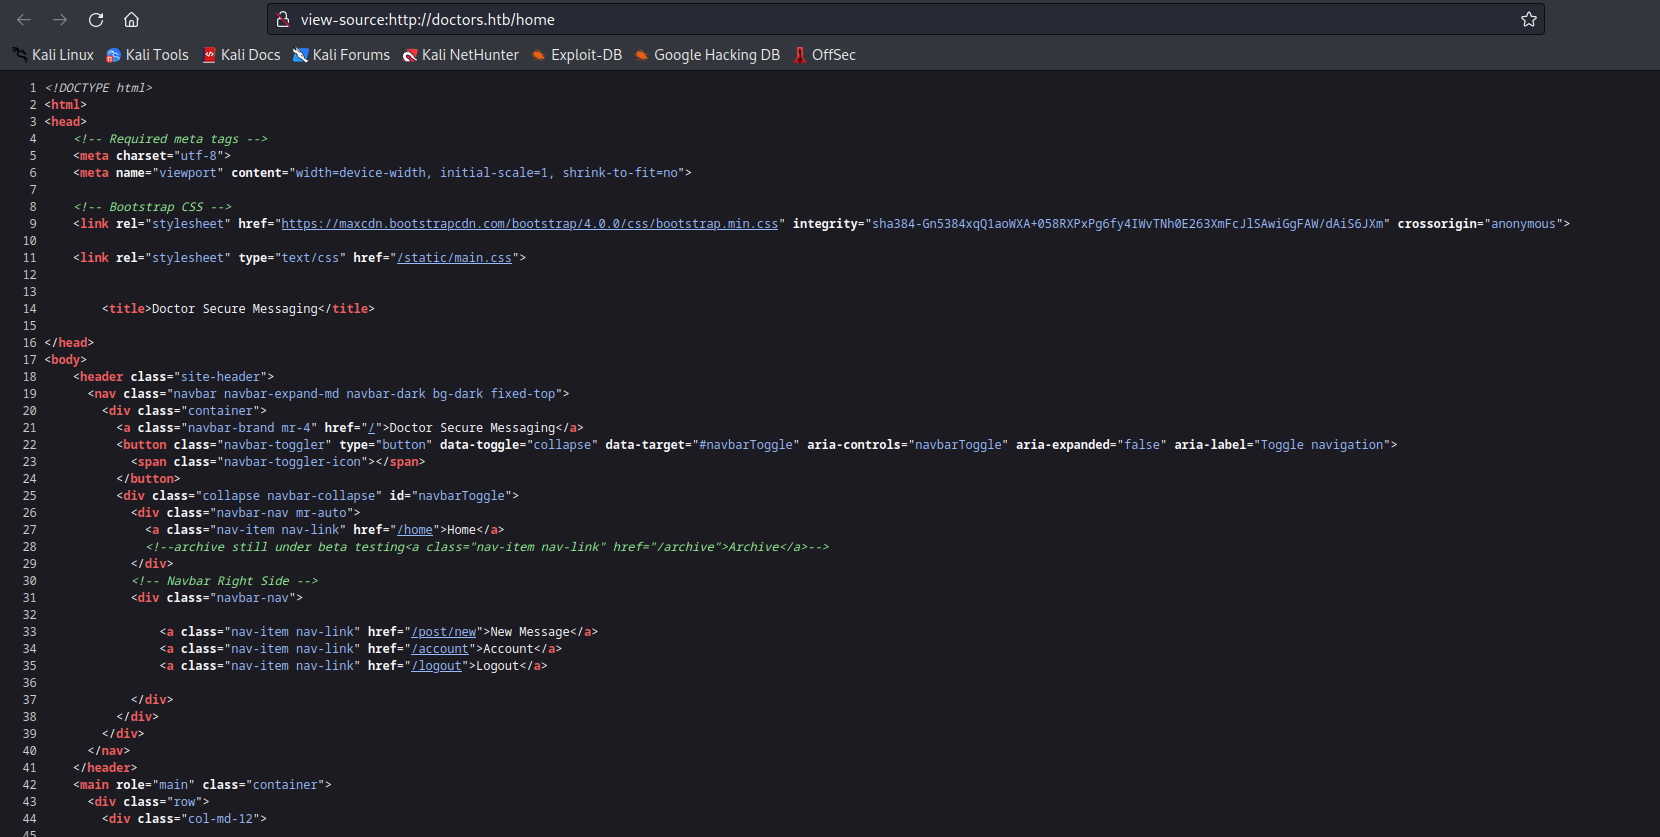 view-source:http://doctors.htb/home
Kali Linux Kali Tools Kali Docs Kali Forums Kali NetHunter Exploit-DB Google Hacking DB OffSec
1 <!DOCTYPE html>
2 <html>
3 <head>
4 <!-- Required meta tags -->
5 <meta charset="utf-8">
6 <meta name="viewport" content="width=device-width, initial-scale=1, shrink-to-fit=no">
7
8 <!-- Bootstrap CSS -->
9 <link rel="stylesheet" href="https://maxcdn.bootstrapcdn.com/bootstrap/4.0.0/css/bootstrap.min.css" integrity="sha384-Gn5384xqQ1aoWXA+058RXPxPg6fy4IWvTNh0E263XmFcJlSAwiGgFAW/dAiS6JXm" crossorigin="anonymous">
10
11 <link rel="stylesheet" type="text/css" href="/static/main.css">
12
13
14 <title>Doctor Secure Messaging</title>
15
16 </head>
17 <body>
18 <header class="site-header">
19 <nav class="navbar navbar-expand-md navbar-dark bg-dark fixed-top">
20 <div class="container">
21 <a class="navbar-brand mr-4" href="/">Doctor Secure Messaging</a>
22 <button class="navbar-toggler" type="button" data-toggle="collapse" data-target="#navbarToggle" aria-controls="navbarToggle" aria-expanded="false" aria-label="Toggle navigation">
23 <span class="navbar-toggler-icon"></span>
24 </button>
25 <div class="collapse navbar-collapse" id="navbarToggle">
26 <div class="navbar-nav mr-auto">
27 <a class="nav-item nav-link" href="/home">Home</a>
28 <!--archive still under beta testing<a class="nav-item nav-link" href="/archive">Archive</a>-->
29 </div>
30 <!-- Navbar Right Side -->
31 <div class="navbar-nav">
32
33 <a class="nav-item nav-link" href="/post/new">New Message</a>
34 <a class="nav-item nav-link" href="/account">Account</a>
35 <a class="nav-item nav-link" href="/logout">Logout</a>
36
37 </div>
38 </div>
39 </div>
40 </nav>
41 </header>
42 <main role="main" class="container">
43 <div class="row">
44 <div class="col-md-12">
45